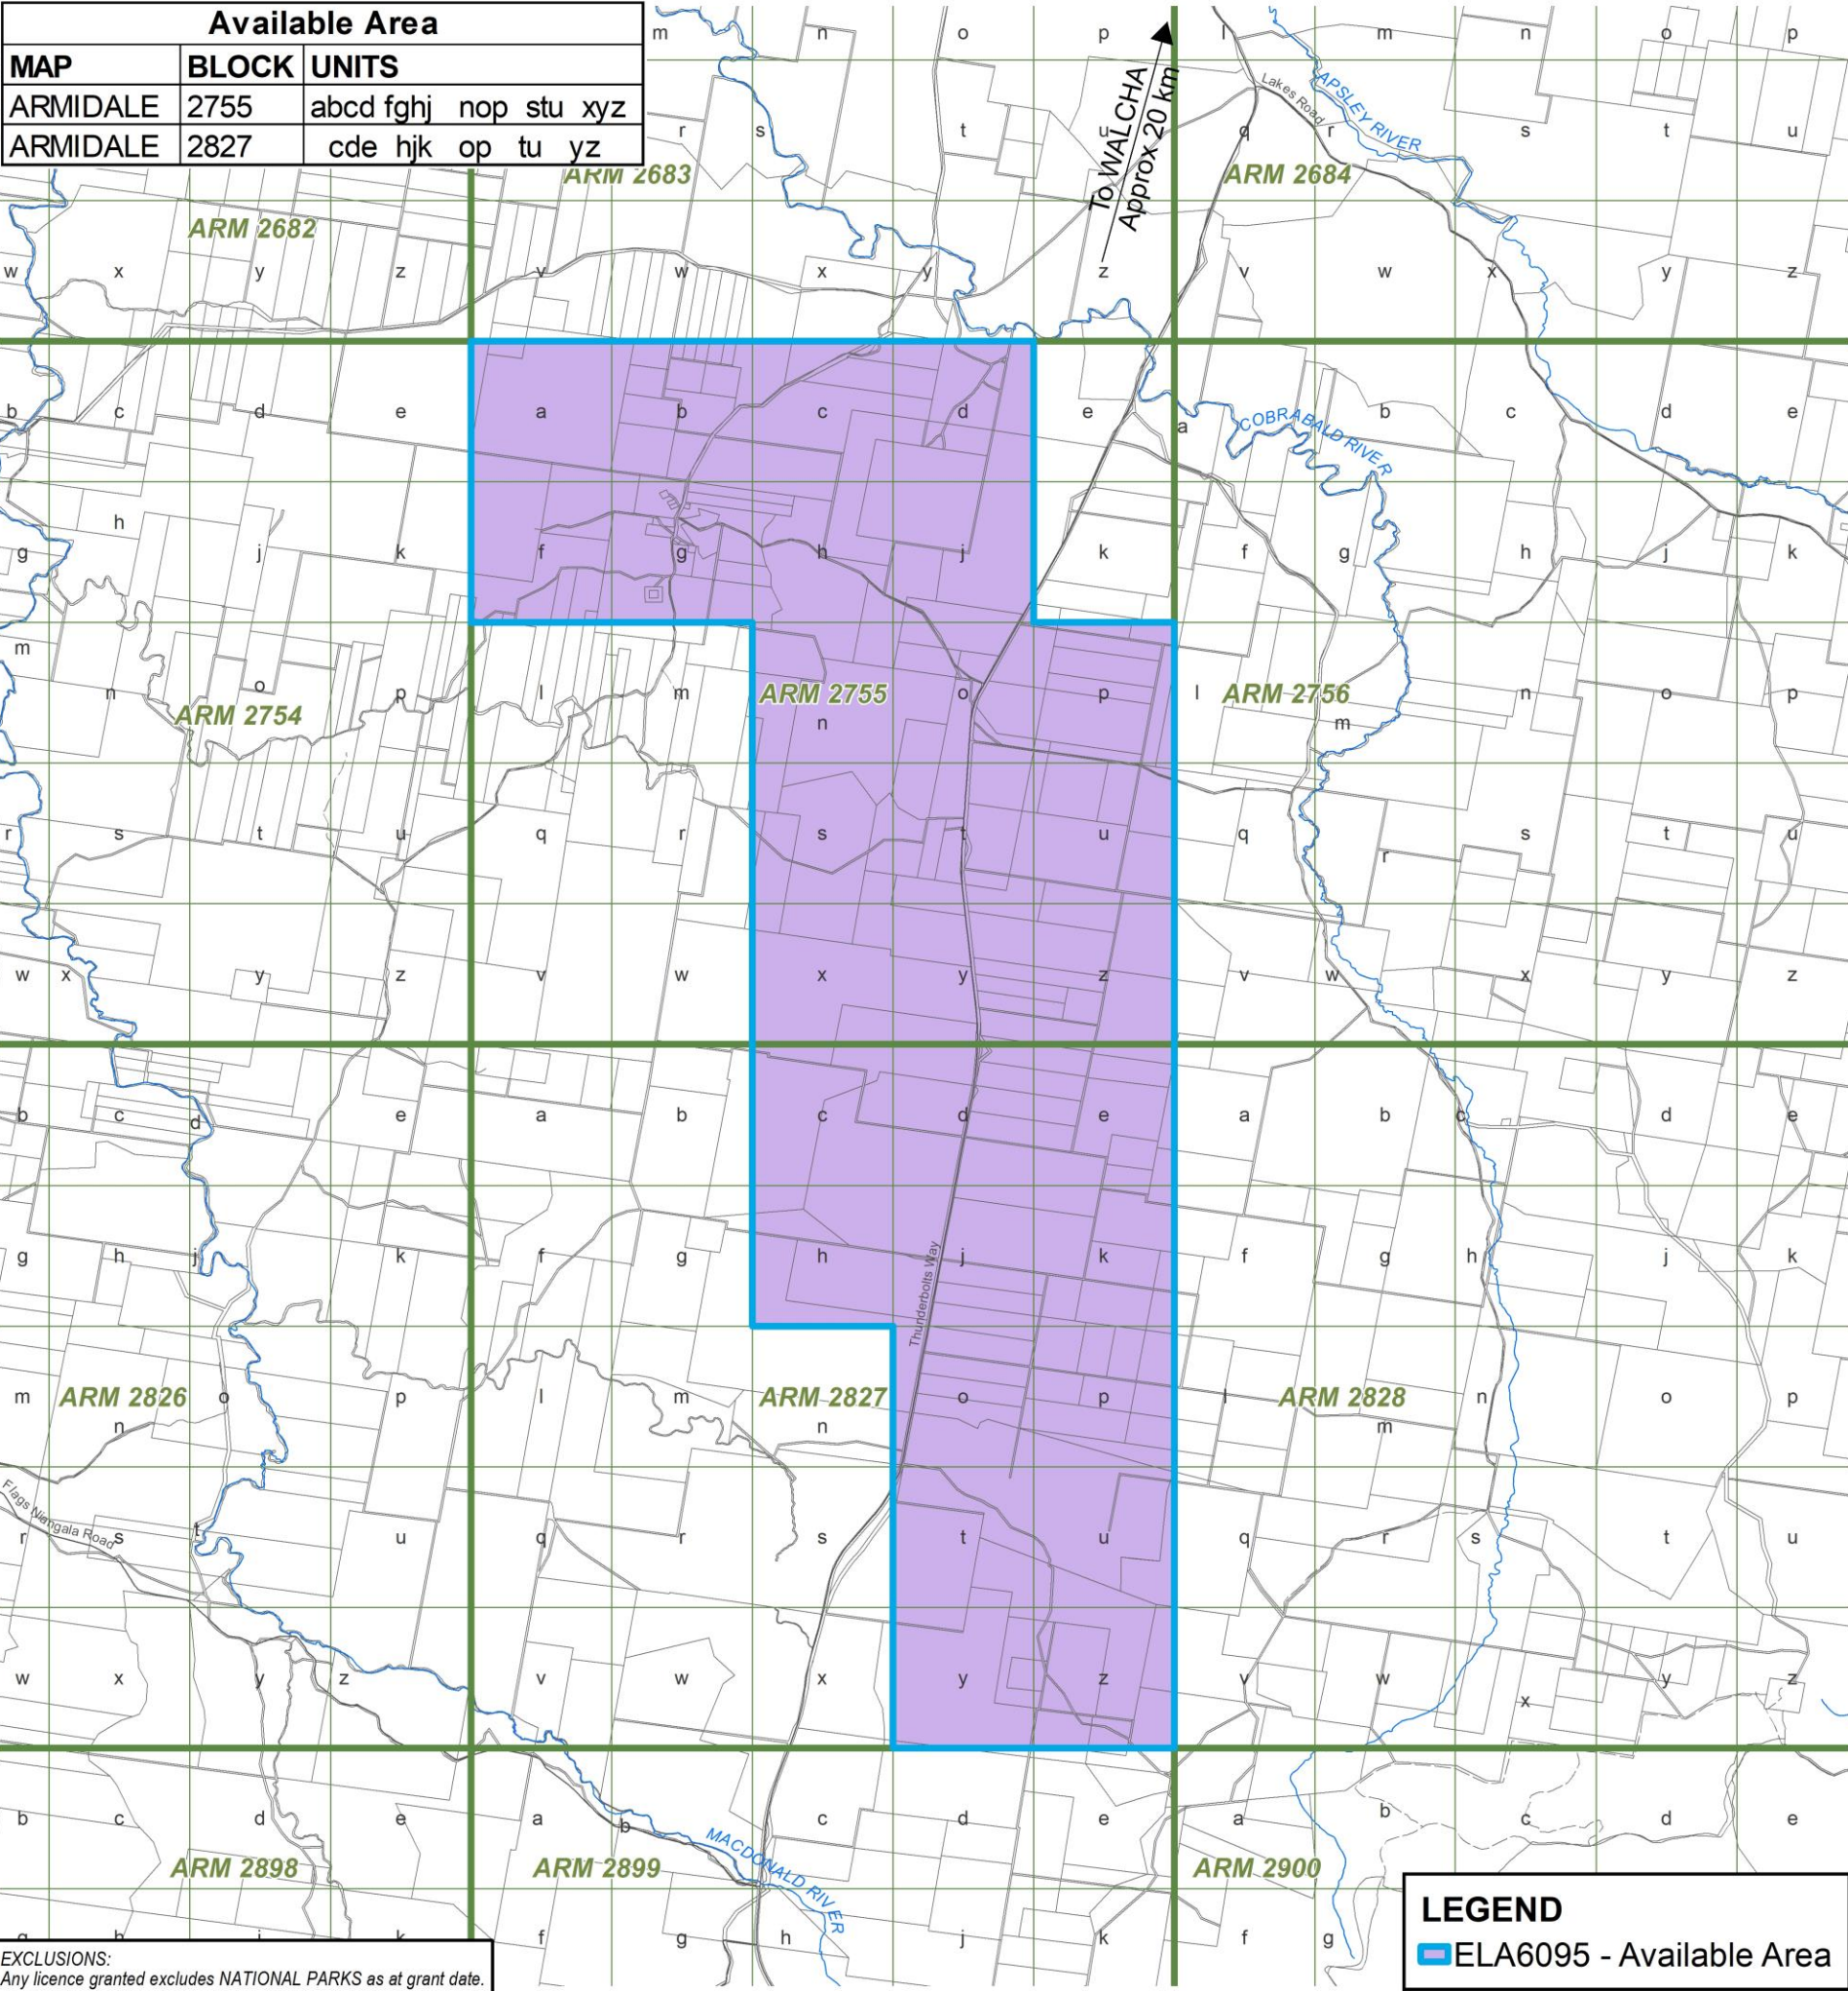 Available Area
MAP BLOCK UNITS
ARMIDALE 2755 abcd fghj nop stu xyz
ARMIDALE 2827 cde hjk op tu yz
m n o p l m n o p
To WALCHA
Approx 20 km
Lakes Road
APSLEY RIVER
r s t u q r s t u
ARM 2683
ARM 2684
ARM 2682
w x y z v w x y z v w x y z
b c d e a b c d e a b c d e
COBRABALD RIVER
g h j k f g h j k f g h j k
m n o p l m n o p l m n o p
ARM 2754
ARM 2755
ARM 2756
r s t u q r s t u q r s t u
w x y z v w x y z v w x y z
b c d e a b c d e a b c d e
g h j k f g h j k f g h j k
Thunderbolts Way
m n o p l m n o p l m n o p
ARM 2826
ARM 2827
ARM 2828
Flags Niangala Road
r s t u q r s t u q r s t u
w x y z v w x y z v w x y z
b c d e a b c d e a b c d e
MACDONALD RIVER
ARM 2898
ARM 2899
ARM 2900
g h j k f g h j k f g
EXCLUSIONS:
Any licence granted excludes NATIONAL PARKS as at grant date.
LEGEND
ELA6095 - Available Area